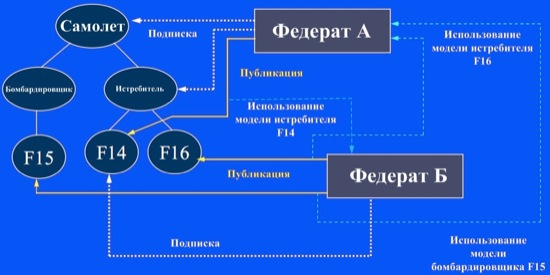 Самолет
Подписка
Федерат А
Использование
модели истребителя
F16
Публикация
Бомбардировщик
Истребитель
Использование
модели истребителя
F14
F15
F14
F16
Публикация
Федерат Б
Подписка
Использование
модели
бомбардировщика F15